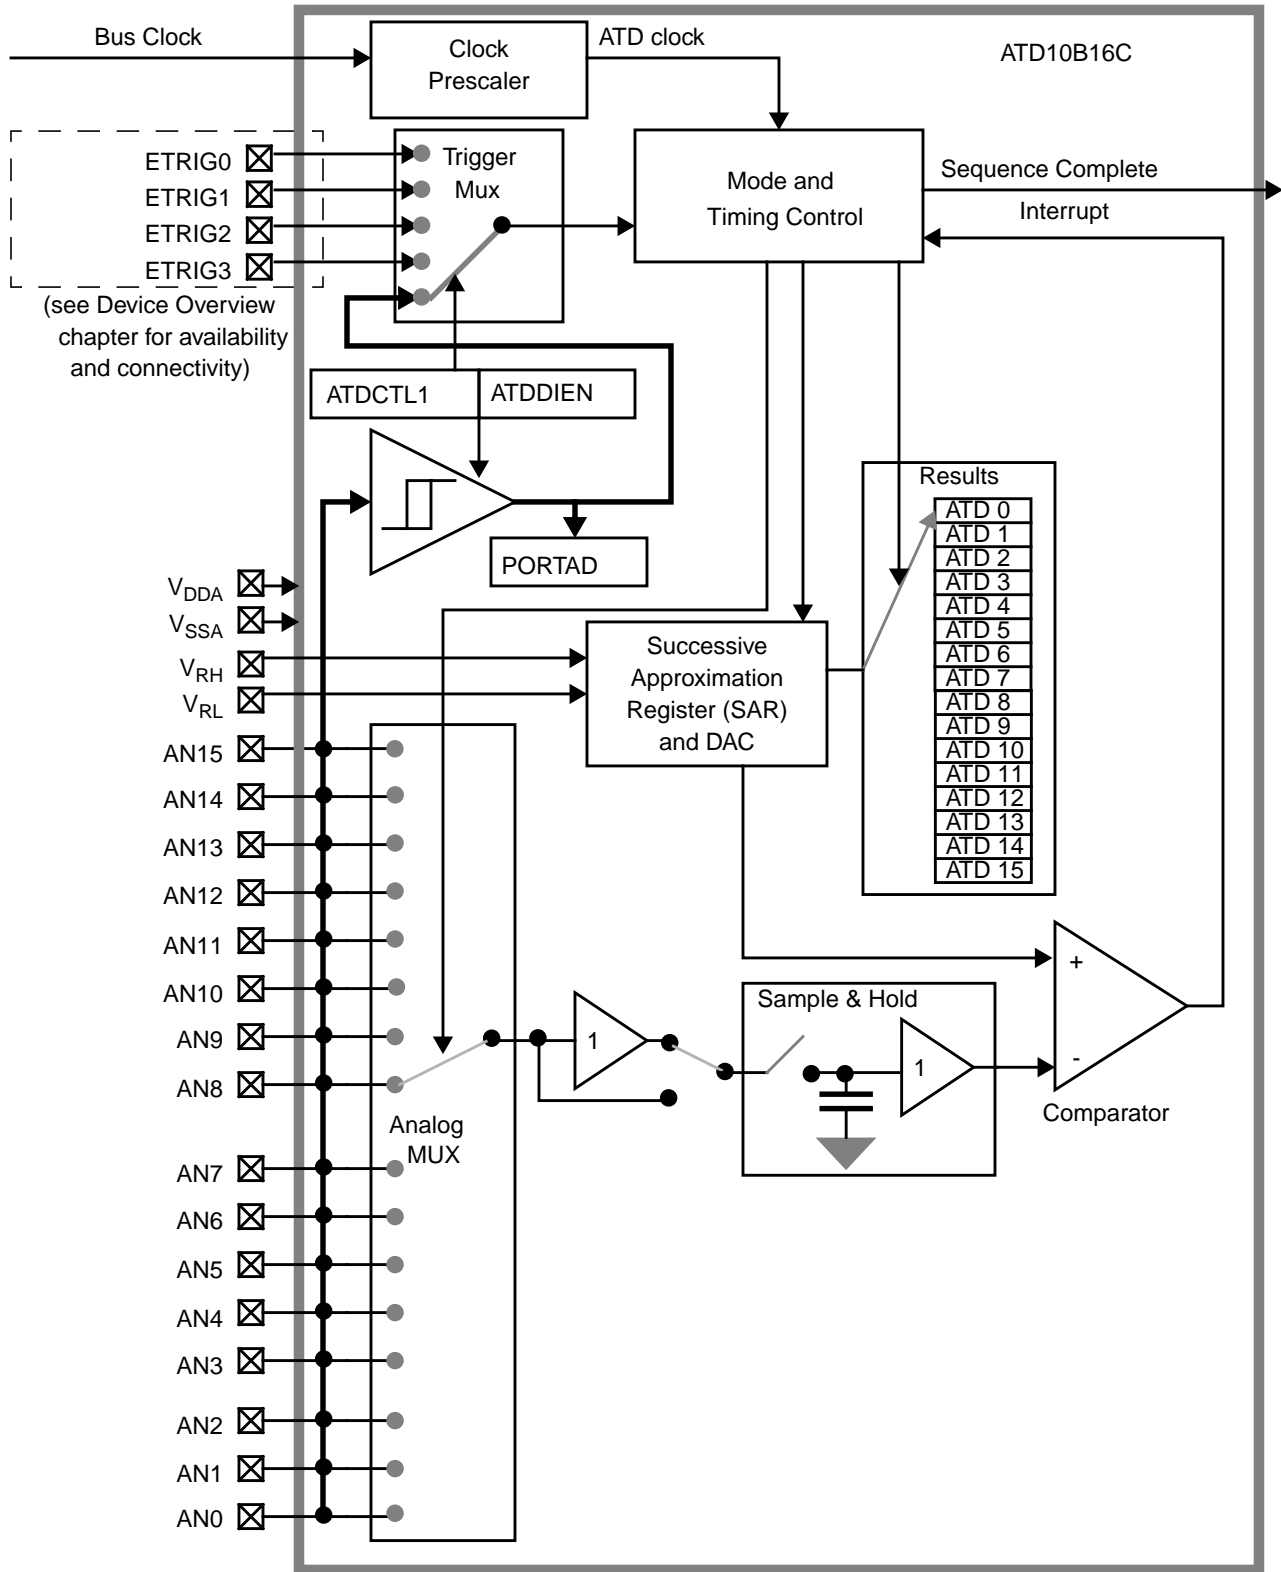 Bus Clock
Clock
Prescaler
ATD clock
ATD10B16C
ETRIG0
ETRIG1
ETRIG2
ETRIG3
(see Device Overview
chapter for availability
and connectivity)
Trigger
Mux
Mode and
Timing Control
Sequence Complete
Interrupt
ATDCTL1
ATDDIEN
PORTAD
Results
ATD 0
ATD 1
ATD 2
ATD 3
ATD 4
ATD 5
ATD 6
ATD 7
ATD 8
ATD 9
ATD 10
ATD 11
ATD 12
ATD 13
ATD 14
ATD 15
VDDA
VSSA
VRH
VRL
Successive
Approximation
Register (SAR)
and DAC
AN15
AN14
AN13
AN12
AN11
AN10
AN9
AN8
AN7
AN6
AN5
AN4
AN3
AN2
AN1
AN0
Analog
MUX
1
Sample & Hold
1
+
-
Comparator